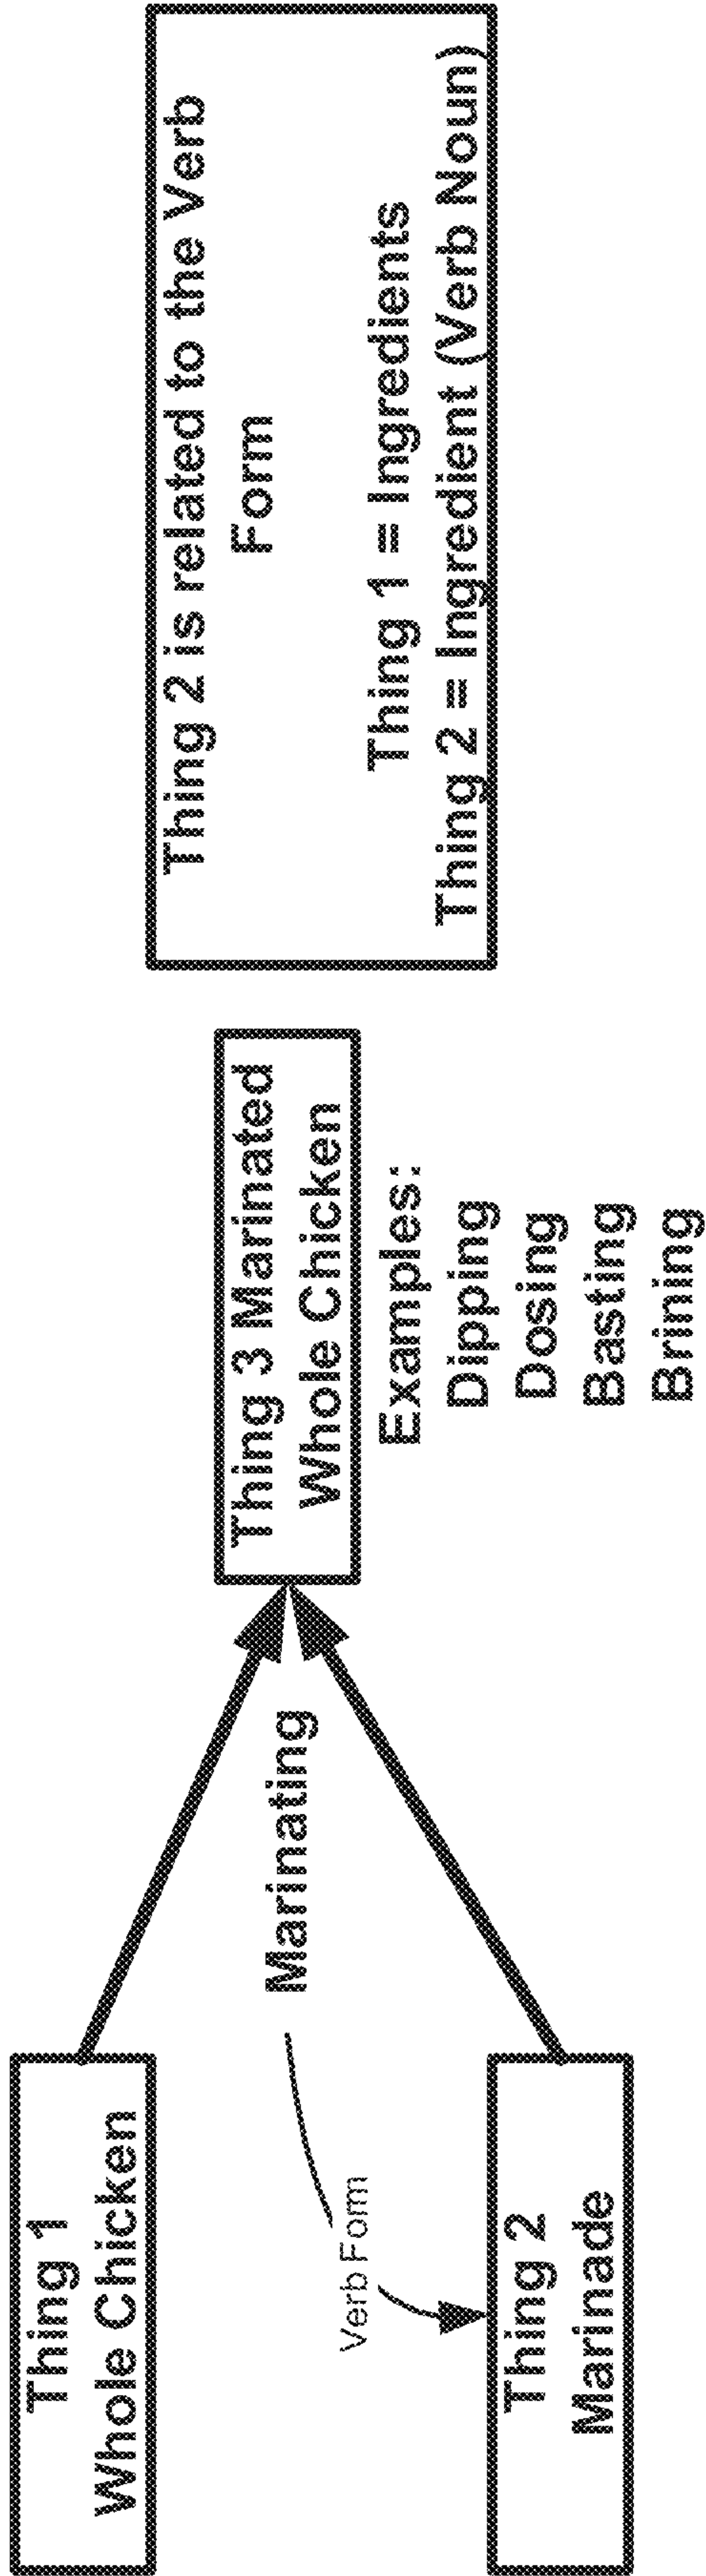 Thing 1
Whole Chicken
Verb Form
Marinating
Thing 2
Marinade
Thing 3 Marinated
Whole Chicken
Examples:
Dipping
Dosing
Basting
Brining
Thing 2 is related to the Verb
Form
Thing 1 = Ingredients
Thing 2 = Ingredient (Verb Noun)